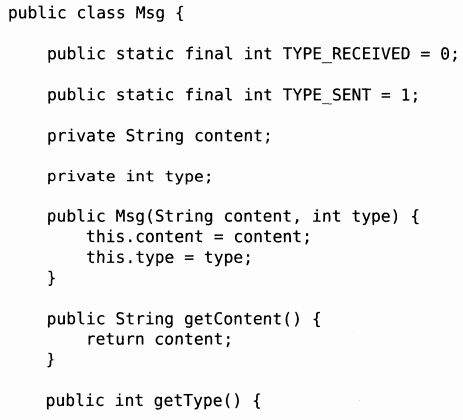 public class Msg {
public static final int TYPE_RECEIVED = 0;
public static final int TYPE_SENT = 1;
private String content;
private int type;
public Msg(String content, int type) {
this.content = content;
this.type = type;
}
public String getContent() {
return content;
}
public int getType() {